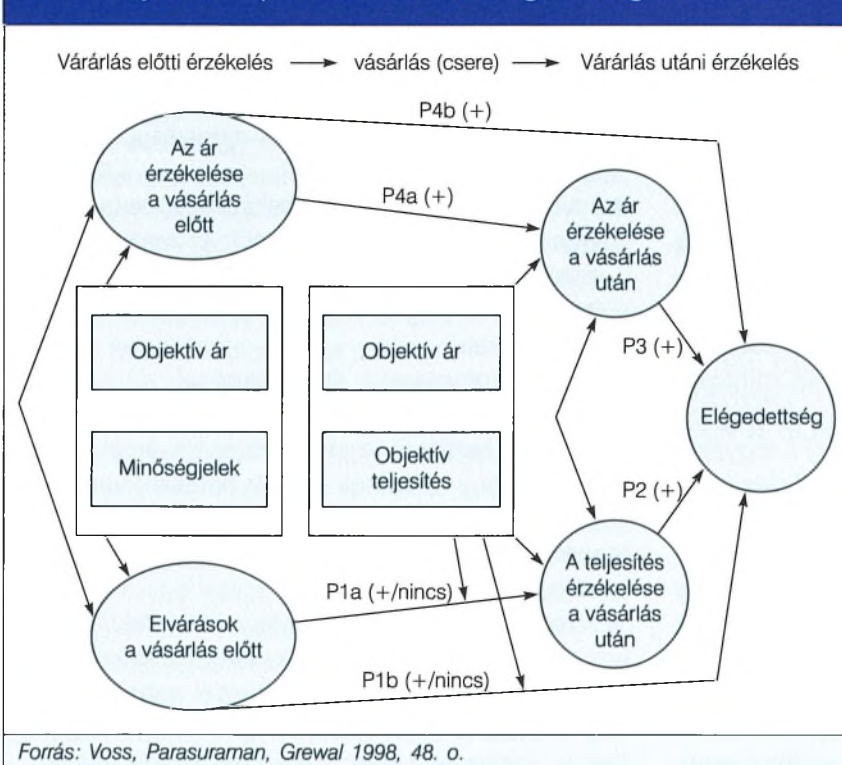 Várárlás előtti érzékelés → vásárlás (csere) → Várárlás utáni érzékelés
P4b (+)
Az ár
érzékelése
a vásárlás
előtt
P4a (+)
Az ár
érzékelése
a vásárlás
után
Objektív ár
Objektív ár
P3 (+)
Elégedettség
Minőségjelek
Objektív
teljesítés
P2 (+)
A teljesítés
érzékelése
a vásárlás
után
P1a (+/nincs)
Elvárások
a vásárlás előtt
P1b (+/nincs)
Forrás: Voss, Parasuraman, Grewal 1998, 48. o.